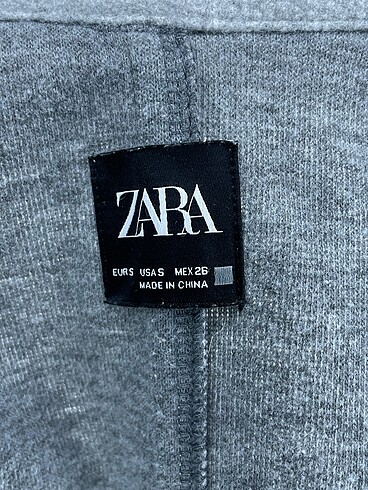 ZARA
EUR S USA S MEX 26
MADE IN CHINA